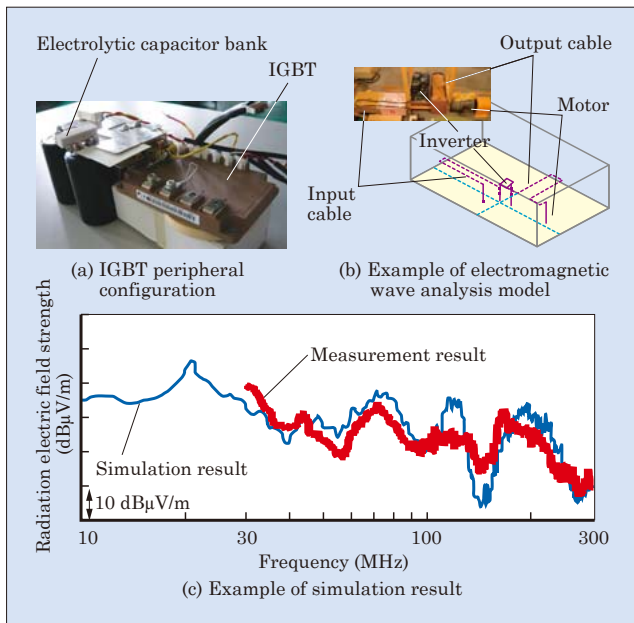 Electrolytic capacitor bank
IGBT
(a) IGBT peripheral
configuration
Output cable
Motor
Inverter
Input
cable
(b) Example of electromagnetic
wave analysis model
Radiation electric field strength
(dBµV/m)
Measurement result
Simulation result
10 dBµV/m
10
30
100
300
Frequency (MHz)
(c) Example of simulation result